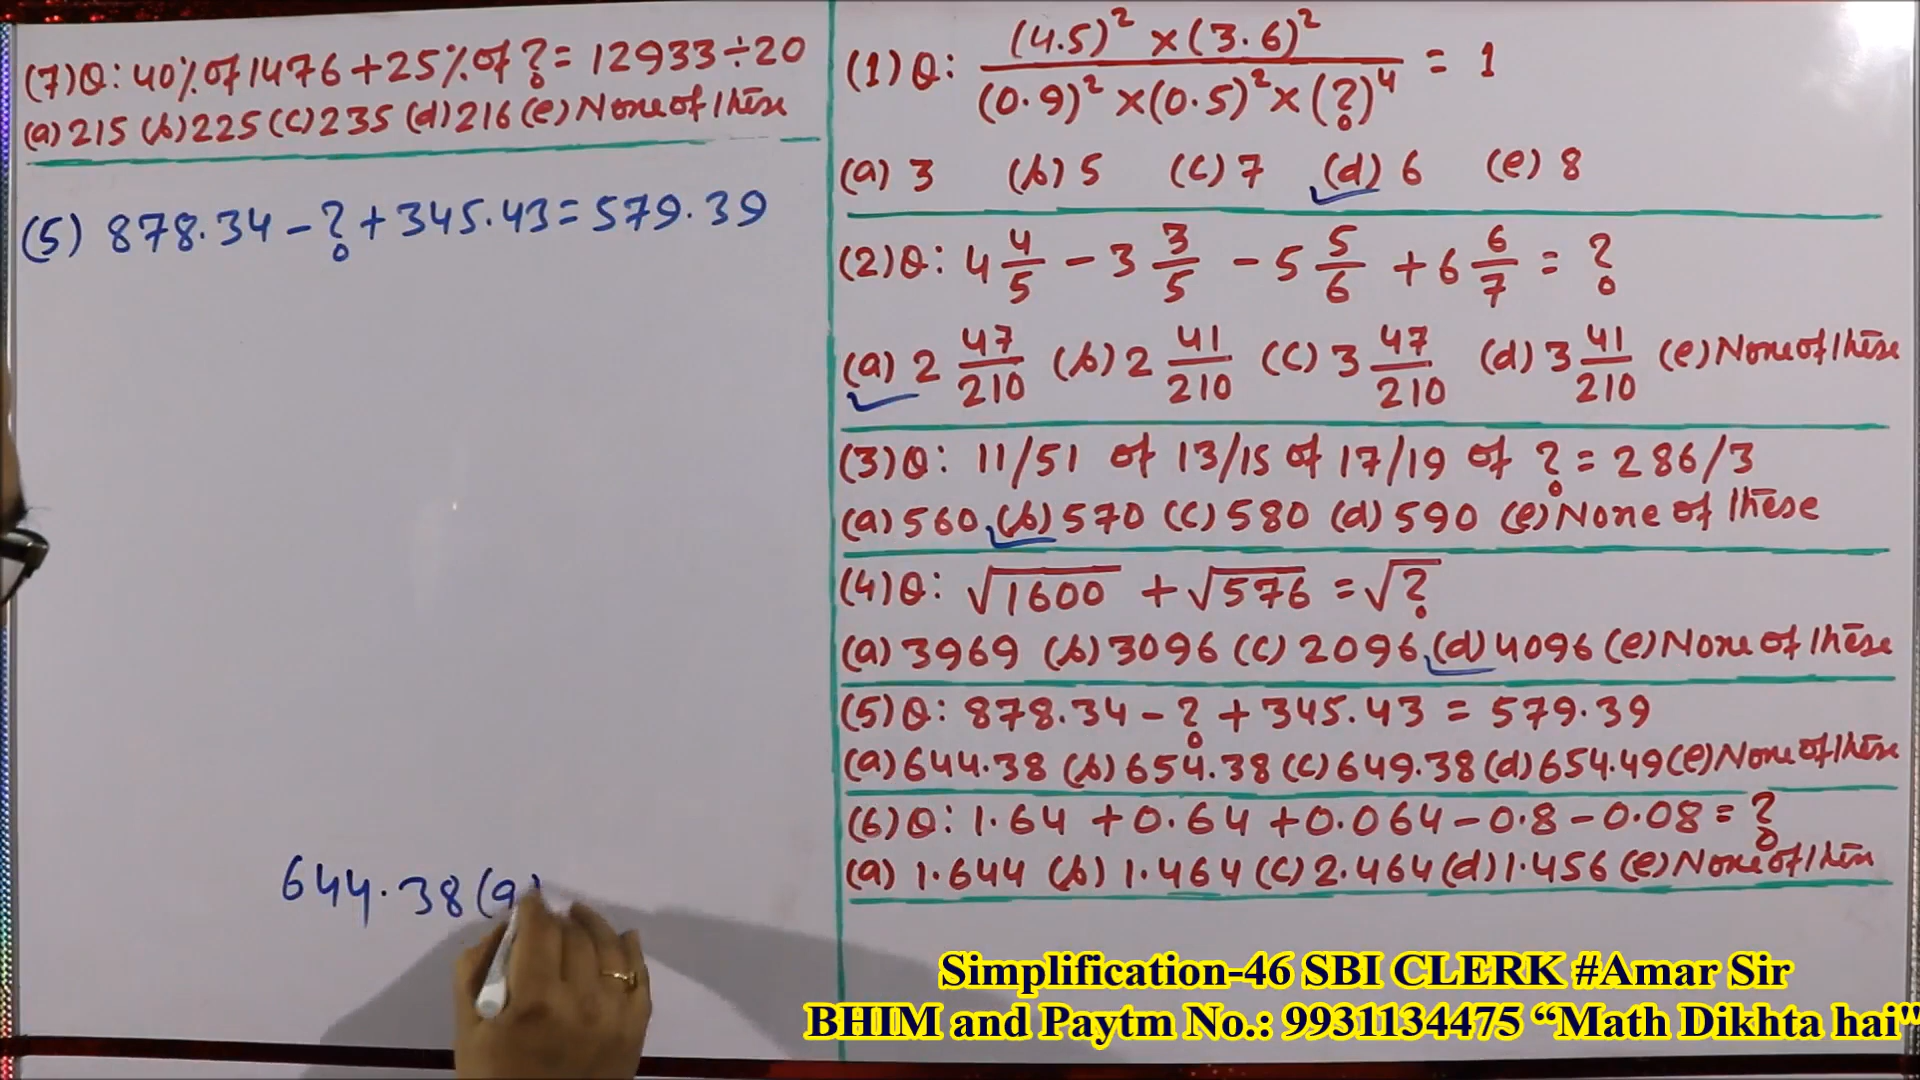 (7)Q: 40% of 1476 + 25% of ? = 12933 ÷ 20
(a) 215 (b) 225 (c) 235 (d) 216 (e) None of these
(5) 878.34 - ? + 345.43 = 579.39
644.38 (a)
(1) Q: (4.5)² × (3.6)² / (0.9)² × (0.5)² × (?)⁴ = 1
(a) 3 (b) 5 (c) 7 (d) 6 (e) 8
(2) Q: 4 4/5 - 3 3/5 - 5 5/6 + 6 6/7 = ?
(a) 2 47/210 (b) 2 41/210 (c) 3 47/210 (d) 3 41/210 (e) None of these
(3) Q: 11/51 of 13/15 of 17/19 of ? = 286/3
(a) 560 (b) 570 (c) 580 (d) 590 (e) None of these
(4) Q: √1600 + √576 = √?
(a) 3969 (b) 3096 (c) 2096 (d) 4096 (e) None of these
(5) Q: 878.34 - ? + 345.43 = 579.39
(a) 644.38 (b) 654.38 (c) 649.38 (d) 654.49 (e) None of these
(6) Q: 1.64 + 0.64 + 0.064 - 0.8 - 0.08 = ?
(a) 1.644 (b) 1.464 (c) 2.464 (d) 1.456 (e) None of these
Simplification-46 SBI CLERK #Amar Sir
BHIM and Paytm No.: 9931134475 “Math Dikhta hai"